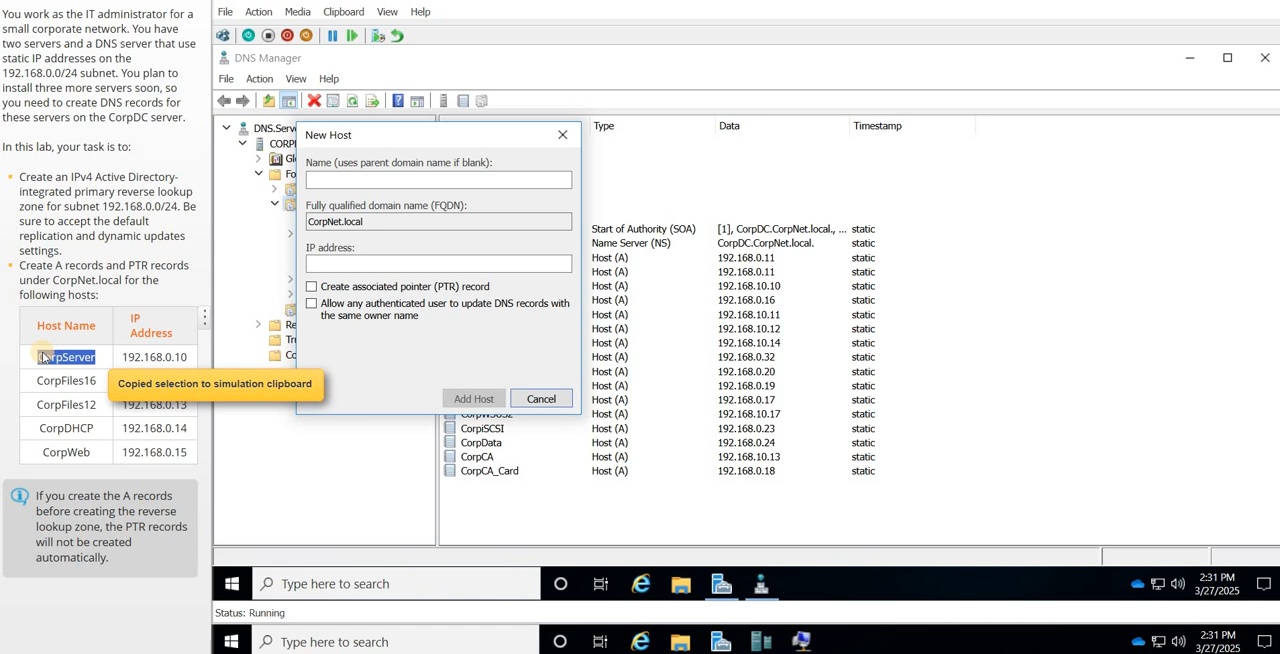 You work as the IT administrator for a
small corporate network. You have
two servers and a DNS server that use
static IP addresses on the
192.168.0.0/24 subnet. You plan to
install three more servers soon, so
you need to create DNS records for
these servers on the CorpDC server.
In this lab, your task is to:
Create an IPv4 Active Directory-
integrated primary reverse lookup
zone for subnet 192.168.0.0/24. Be
sure to accept the default
replication and dynamic updates
settings.
Create A records and PTR records
under CorpNet.local for the
following hosts:
Host Name IP Address
CorpServer 192.168.0.10
CorpFiles16
CorpFiles12 192.168.0.13
CorpDHCP 192.168.0.14
CorpWeb 192.168.0.15
If you create the A records
before creating the reverse
lookup zone, the PTR records
will not be created
automatically.
Copied selection to simulation clipboard
File Action Media Clipboard View Help
DNS Manager
File Action View Help
DNS.Serv
CORP
Gl
Fo
Re
Tr
Co
New Host
Name (uses parent domain name if blank):
Fully qualified domain name (FQDN):
CorpNet.local
IP address:
Create associated pointer (PTR) record
Allow any authenticated user to update DNS records with
the same owner name
Add Host Cancel
Type Data Timestamp
Start of Authority (SOA) [1], CorpDC.CorpNet.local., ... static
Name Server (NS) CorpDC.CorpNet.local. static
Host (A) 192.168.0.11 static
Host (A) 192.168.0.11 static
Host (A) 192.168.10.10 static
Host (A) 192.168.0.16 static
Host (A) 192.168.10.11 static
Host (A) 192.168.10.12 static
Host (A) 192.168.10.14 static
Host (A) 192.168.0.32 static
Host (A) 192.168.0.20 static
Host (A) 192.168.0.19 static
Host (A) 192.168.0.17 static
Host (A) 192.168.10.17 static
CorpiSCSI Host (A) 192.168.0.23 static
CorpData Host (A) 192.168.0.24 static
CorpCA Host (A) 192.168.10.13 static
CorpCA_Card Host (A) 192.168.0.18 static
Type here to search
2:31 PM
3/27/2025
Status: Running
Type here to search
2:31 PM
3/27/2025